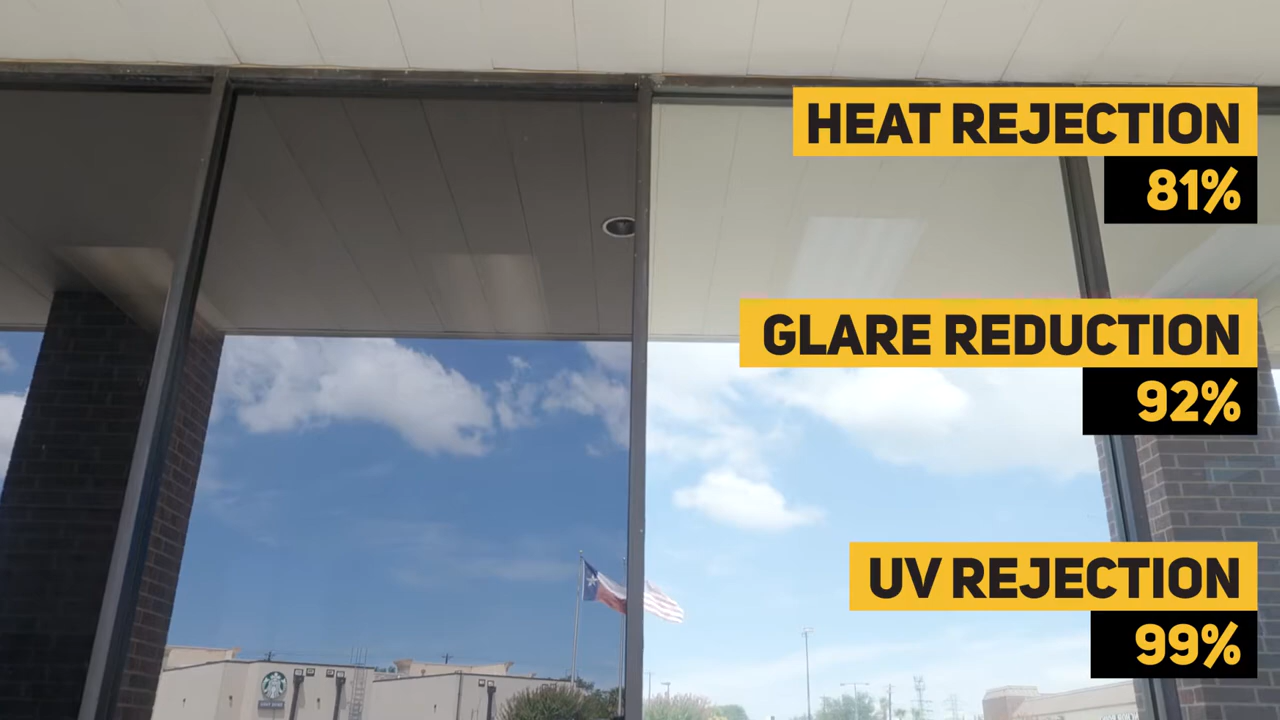 HEAT REJECTION
81%
GLARE REDUCTION
92%
UV REJECTION
99%